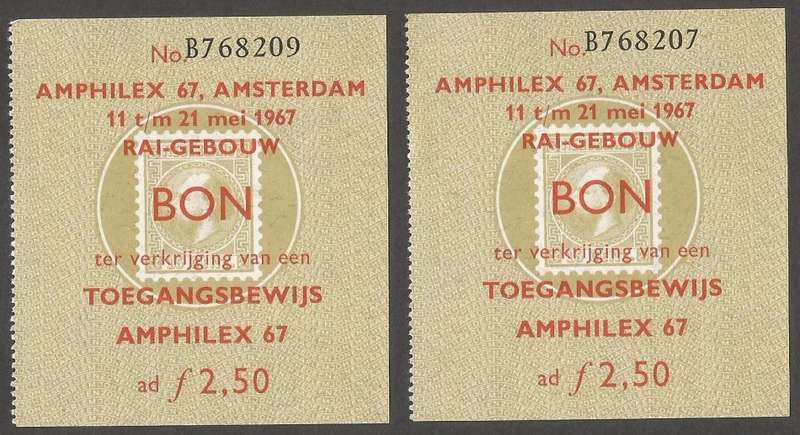 No. B768209
AMPHILEX 67, AMSTERDAM
11 t/m 21 mei 1967
RAI-GEBOUW
BON
ter verkrijging van een
TOEGANGSBEWIJS
AMPHILEX 67
ad f 2,50
No. B768207
AMPHILEX 67, AMSTERDAM
11 t/m 21 mei 1967
RAI-GEBOUW
BON
ter verkrijging van een
TOEGANGSBEWIJS
AMPHILEX 67
ad f 2,50